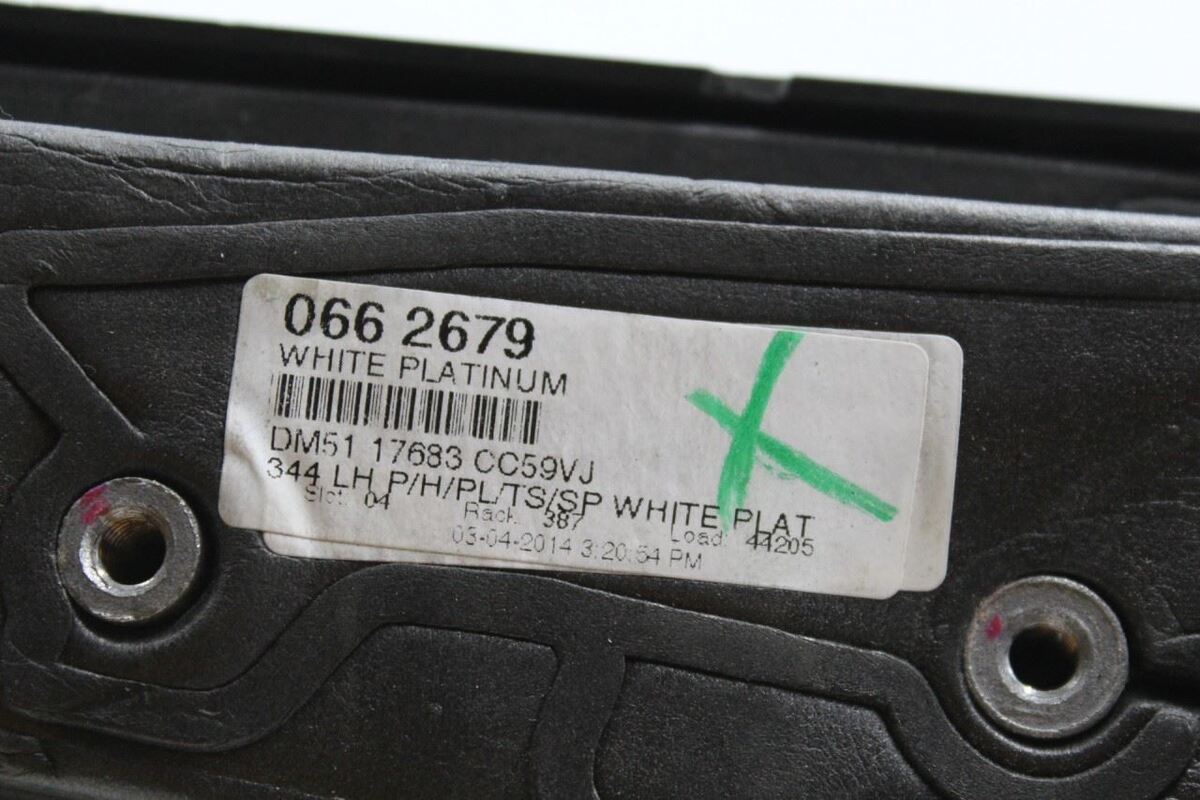 066 2679
WHITE PLATINUM
DM51 17683 CC59VJ
344 LH P/H/PL/TS/SP WHITE PLAT
Slot: 04 Rack: 387 Load: 44205
03-04-2014 3:20:54 PM